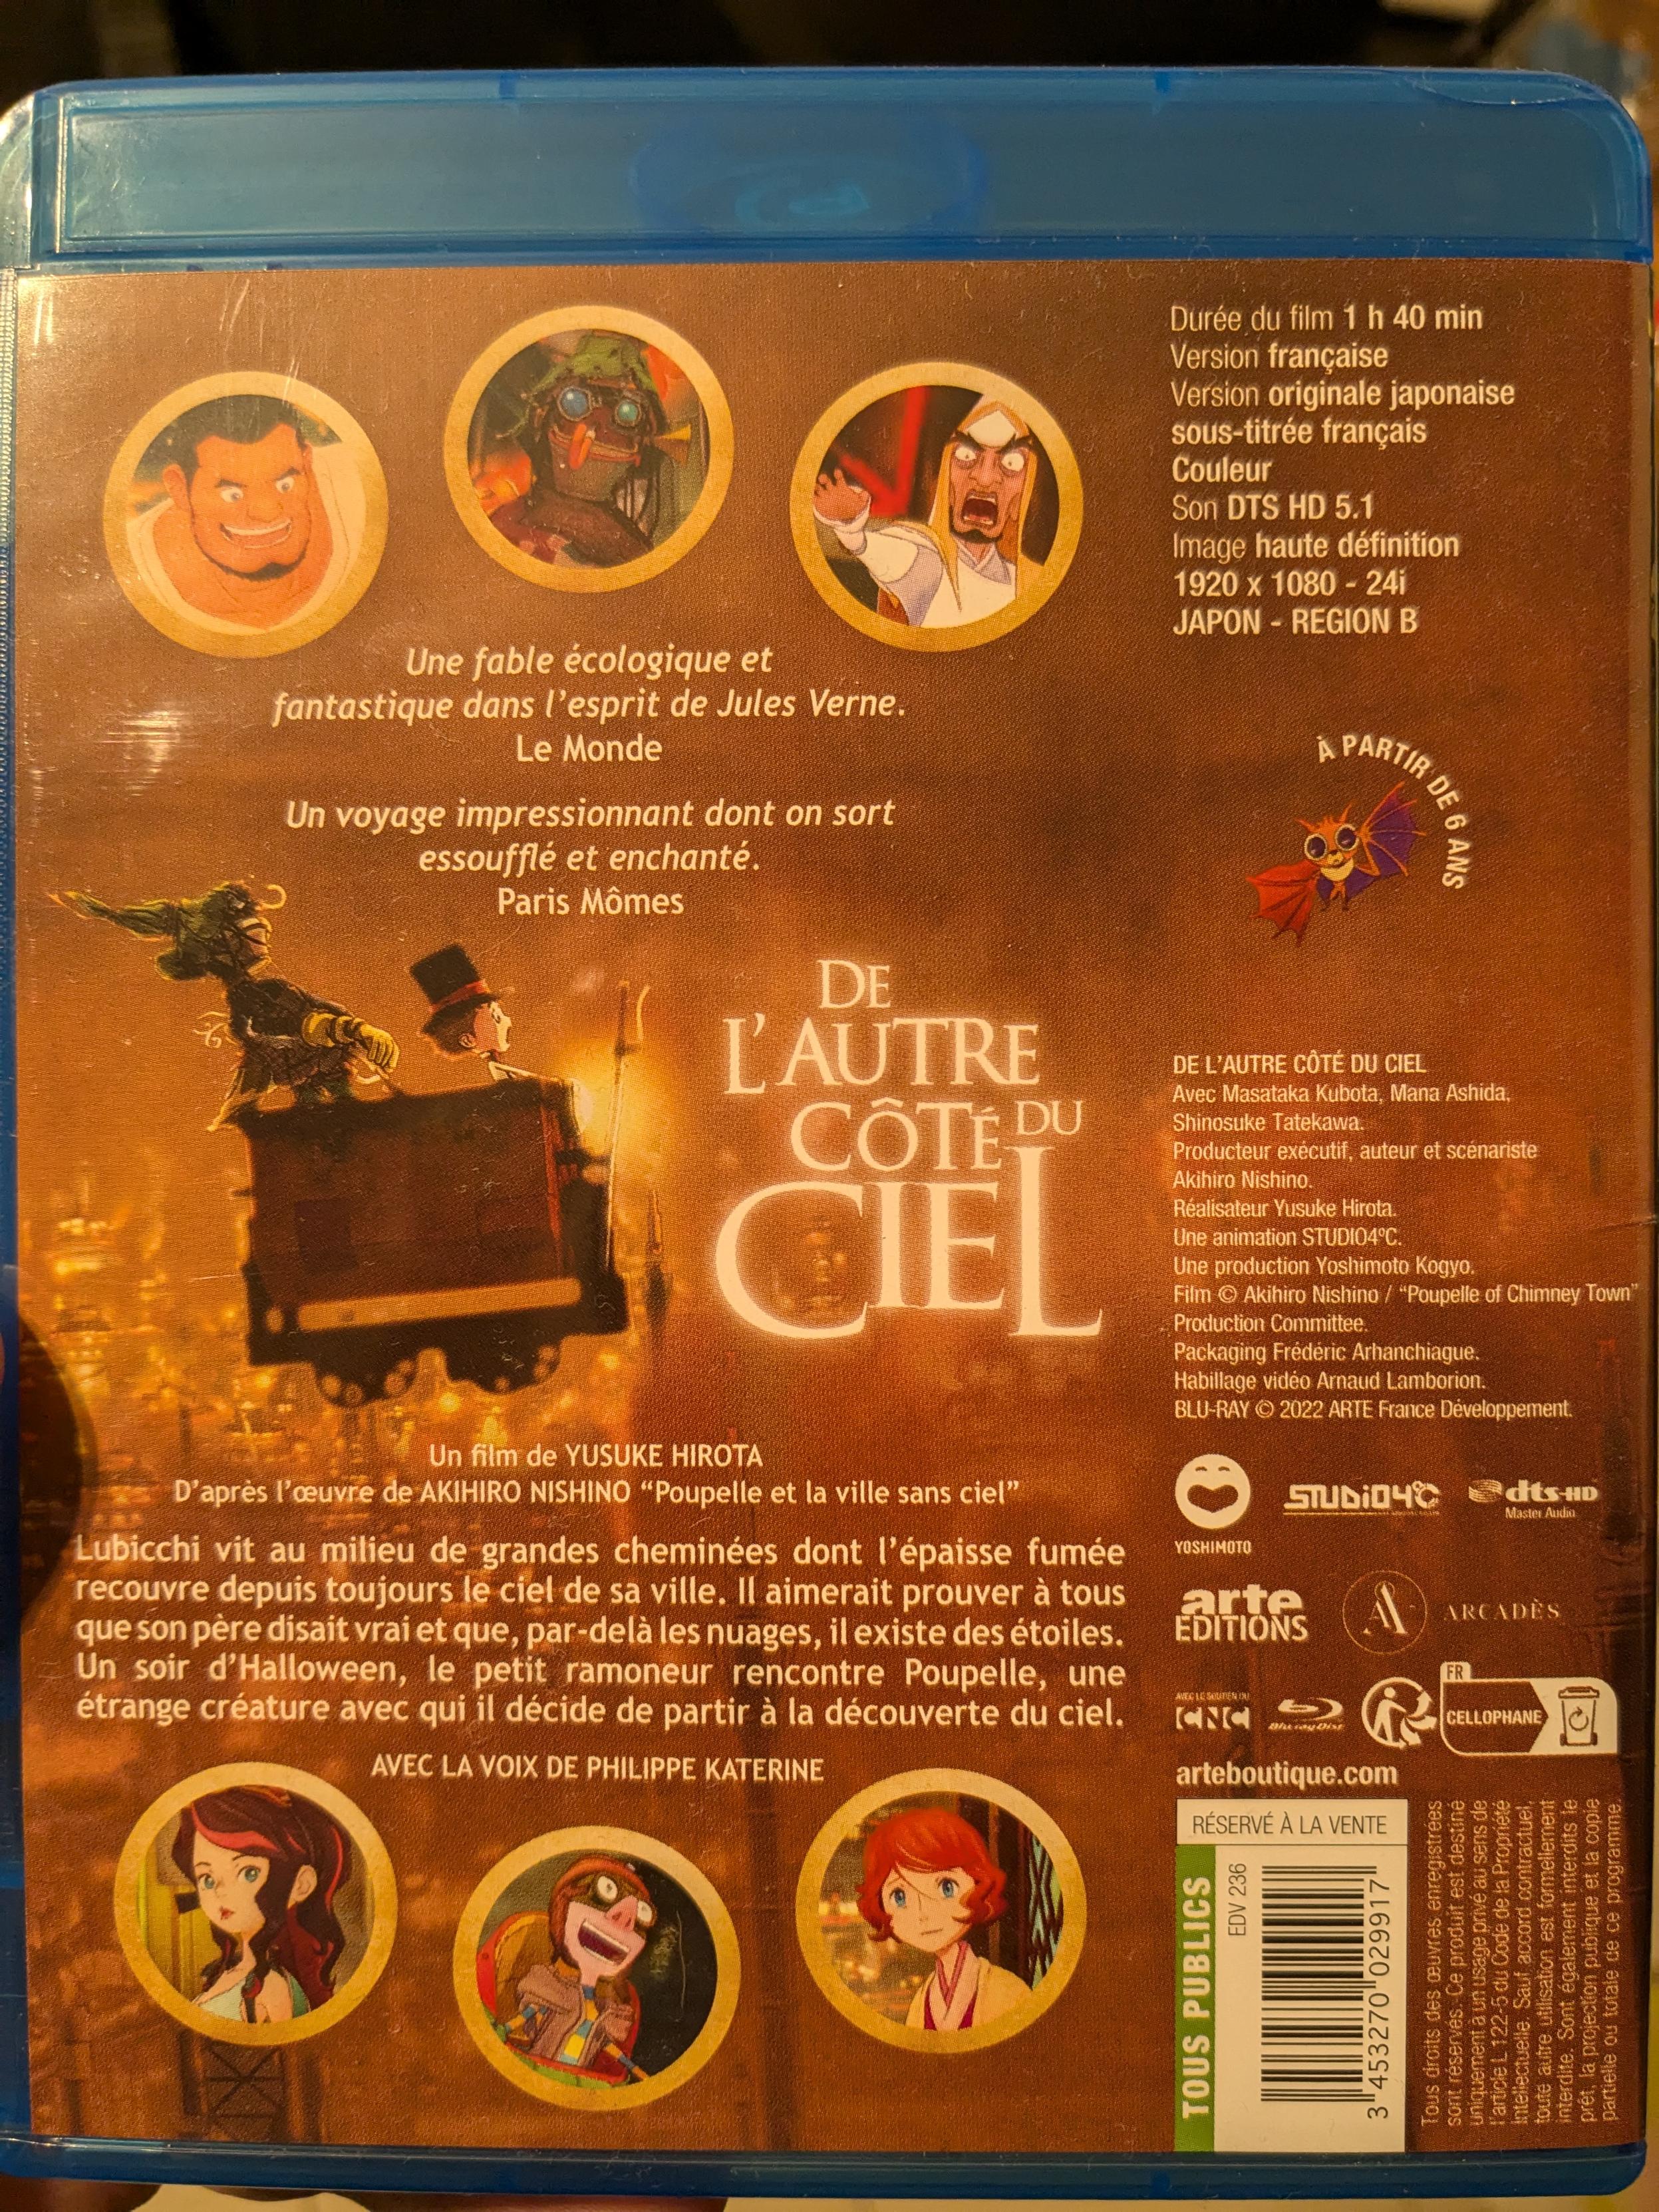 Durée du film 1 h 40 min
Version française
Version originale japonaise
sous-titrée français
Couleur
Son DTS HD 5.1
Image haute définition
1920 x 1080 - 24i
JAPON - REGION B
Une fable écologique et
fantastique dans l'esprit de Jules Verne.
Le Monde
Un voyage impressionnant dont on sort
essoufflé et enchanté.
Paris Mômes
À PARTIR DE 6 ANS
DE
L'AUTRE
CÔTÉ DU
CIEL
DE L'AUTRE CÔTÉ DU CIEL
Avec Masataka Kubota, Mana Ashida,
Shinosuke Tatekawa.
Producteur exécutif, auteur et scénariste
Akihiro Nishino.
Réalisateur Yusuke Hirota.
Une animation STUDIO4°C.
Une production Yoshimoto Kogyo.
Film © Akihiro Nishino / “Poupelle of Chimney Town”
Production Committee.
Packaging Frédéric Arhanchiague.
Habillage vidéo Arnaud Lamborion.
BLU-RAY © 2022 ARTE France Développement.
Un film de YUSUKE HIROTA
D'après l'œuvre de AKIHIRO NISHINO “Poupelle et la ville sans ciel”
Lubicchi vit au milieu de grandes cheminées dont l'épaisse fumée
recouvre depuis toujours le ciel de sa ville. Il aimerait prouver à tous
que son père disait vrai et que, par-delà les nuages, il existe des étoiles.
Un soir d'Halloween, le petit ramoneur rencontre Poupelle, une
étrange créature avec qui il décide de partir à la découverte du ciel.
AVEC LA VOIX DE PHILIPPE KATERINE
YOSHIMOTO
STUDIO4°C
dts-HD
Master Audio
arte
EDITIONS
A
ARCADÈS
AVEC LE SOUTIEN DU
CNC
Blu-ray Disc
FR
CELLOPHANE
arteboutique.com
RÉSERVÉ À LA VENTE
TOUS PUBLICS
EDV 236
3 453270 029917
Tous droits des œuvres enregistrées
sont réservés. Ce produit est destiné
uniquement à un usage privé au sens de
l'article L 122-5 du Code de la Propriété
Intellectuelle. Sauf accord contractuel,
toute autre utilisation est formellement
interdite. Sont également interdits le
prêt, la projection publique et la copie
partielle ou totale de ce programme.